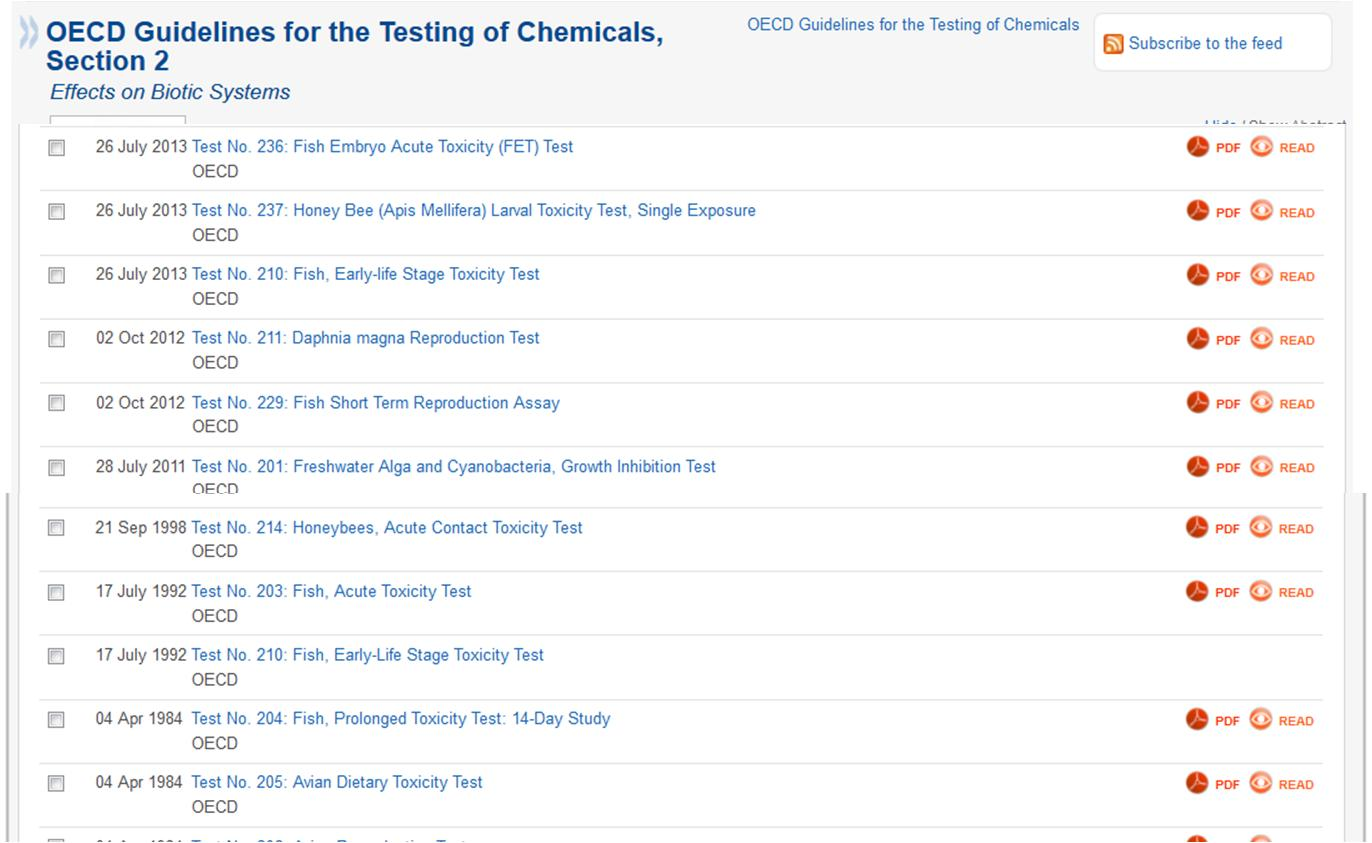 OECD Guidelines for the Testing of Chemicals,
Section 2
Effects on Biotic Systems
OECD Guidelines for the Testing of Chemicals
Subscribe to the feed
Hide / Show Abstract
26 July 2013 Test No. 236: Fish Embryo Acute Toxicity (FET) Test PDF READ
OECD
26 July 2013 Test No. 237: Honey Bee (Apis Mellifera) Larval Toxicity Test, Single Exposure PDF READ
OECD
26 July 2013 Test No. 210: Fish, Early-life Stage Toxicity Test PDF READ
OECD
02 Oct 2012 Test No. 211: Daphnia magna Reproduction Test PDF READ
OECD
02 Oct 2012 Test No. 229: Fish Short Term Reproduction Assay PDF READ
OECD
28 July 2011 Test No. 201: Freshwater Alga and Cyanobacteria, Growth Inhibition Test PDF READ
OECD
21 Sep 1998 Test No. 214: Honeybees, Acute Contact Toxicity Test PDF READ
OECD
17 July 1992 Test No. 203: Fish, Acute Toxicity Test PDF READ
OECD
17 July 1992 Test No. 210: Fish, Early-Life Stage Toxicity Test
OECD
04 Apr 1984 Test No. 204: Fish, Prolonged Toxicity Test: 14-Day Study PDF READ
OECD
04 Apr 1984 Test No. 205: Avian Dietary Toxicity Test PDF READ
OECD